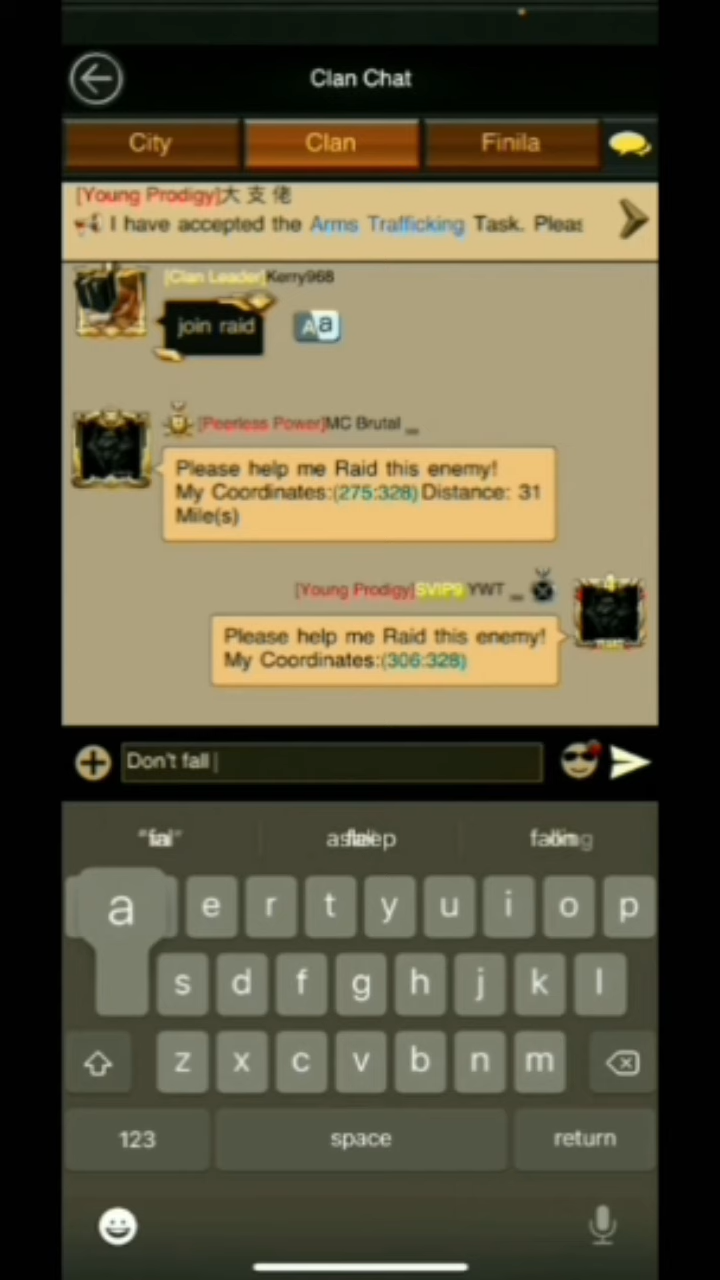 Clan Chat
City
Clan
Finila
[Young Prodigy]大支佬
I have accepted the Arms Trafficking Task. Pleas
[Clan Leader]Kerry968
join raid
Aa
[Peerless Power]MC Brutal _
Please help me Raid this enemy!
My Coordinates:(275:328)Distance: 31
Mile(s)
[Young Prodigy]SVIP9 YWT _
Please help me Raid this enemy!
My Coordinates:(306:328)
Don't fall
a e r t y u i o p
s d f g h j k l
z x c v b n m
123 space return